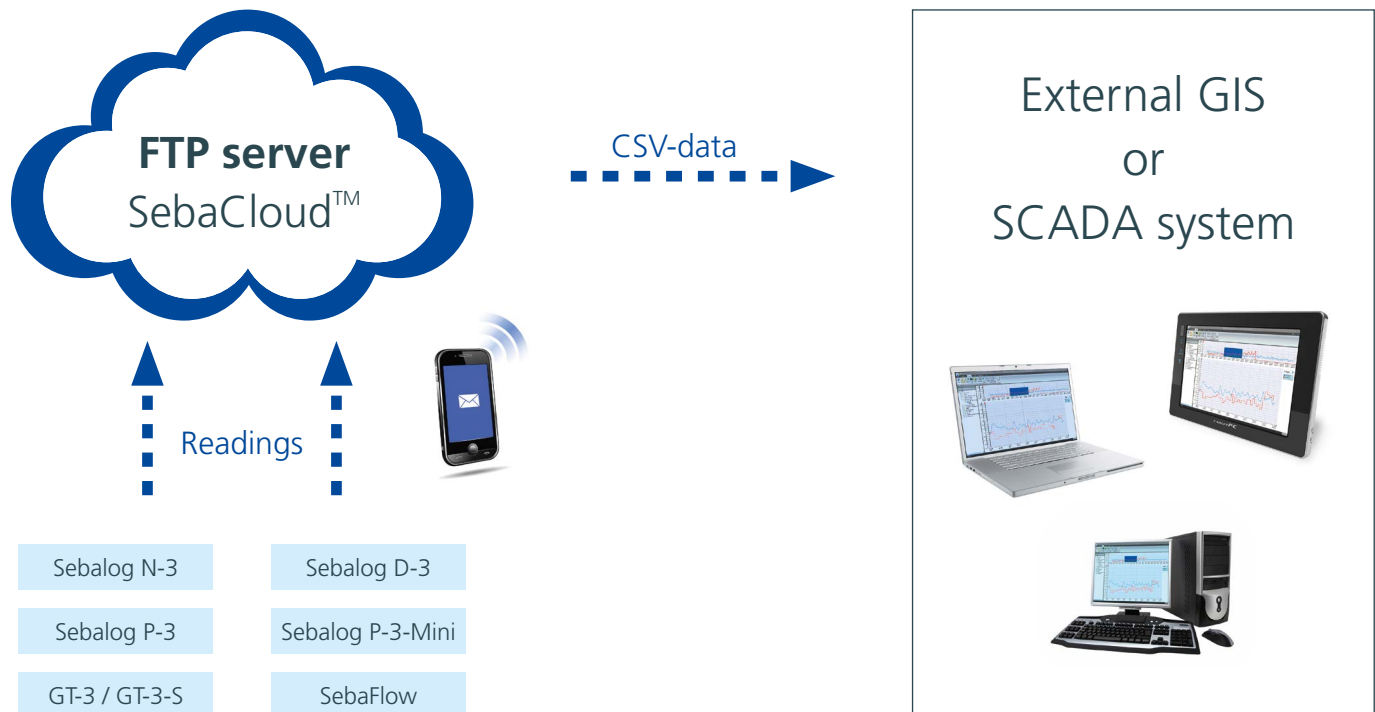 FTP server
SebaCloud™
CSV-data
External GIS
or
SCADA system
Readings
Sebalog N-3
Sebalog D-3
Sebalog P-3
Sebalog P-3-Mini
GT-3 / GT-3-S
SebaFlow